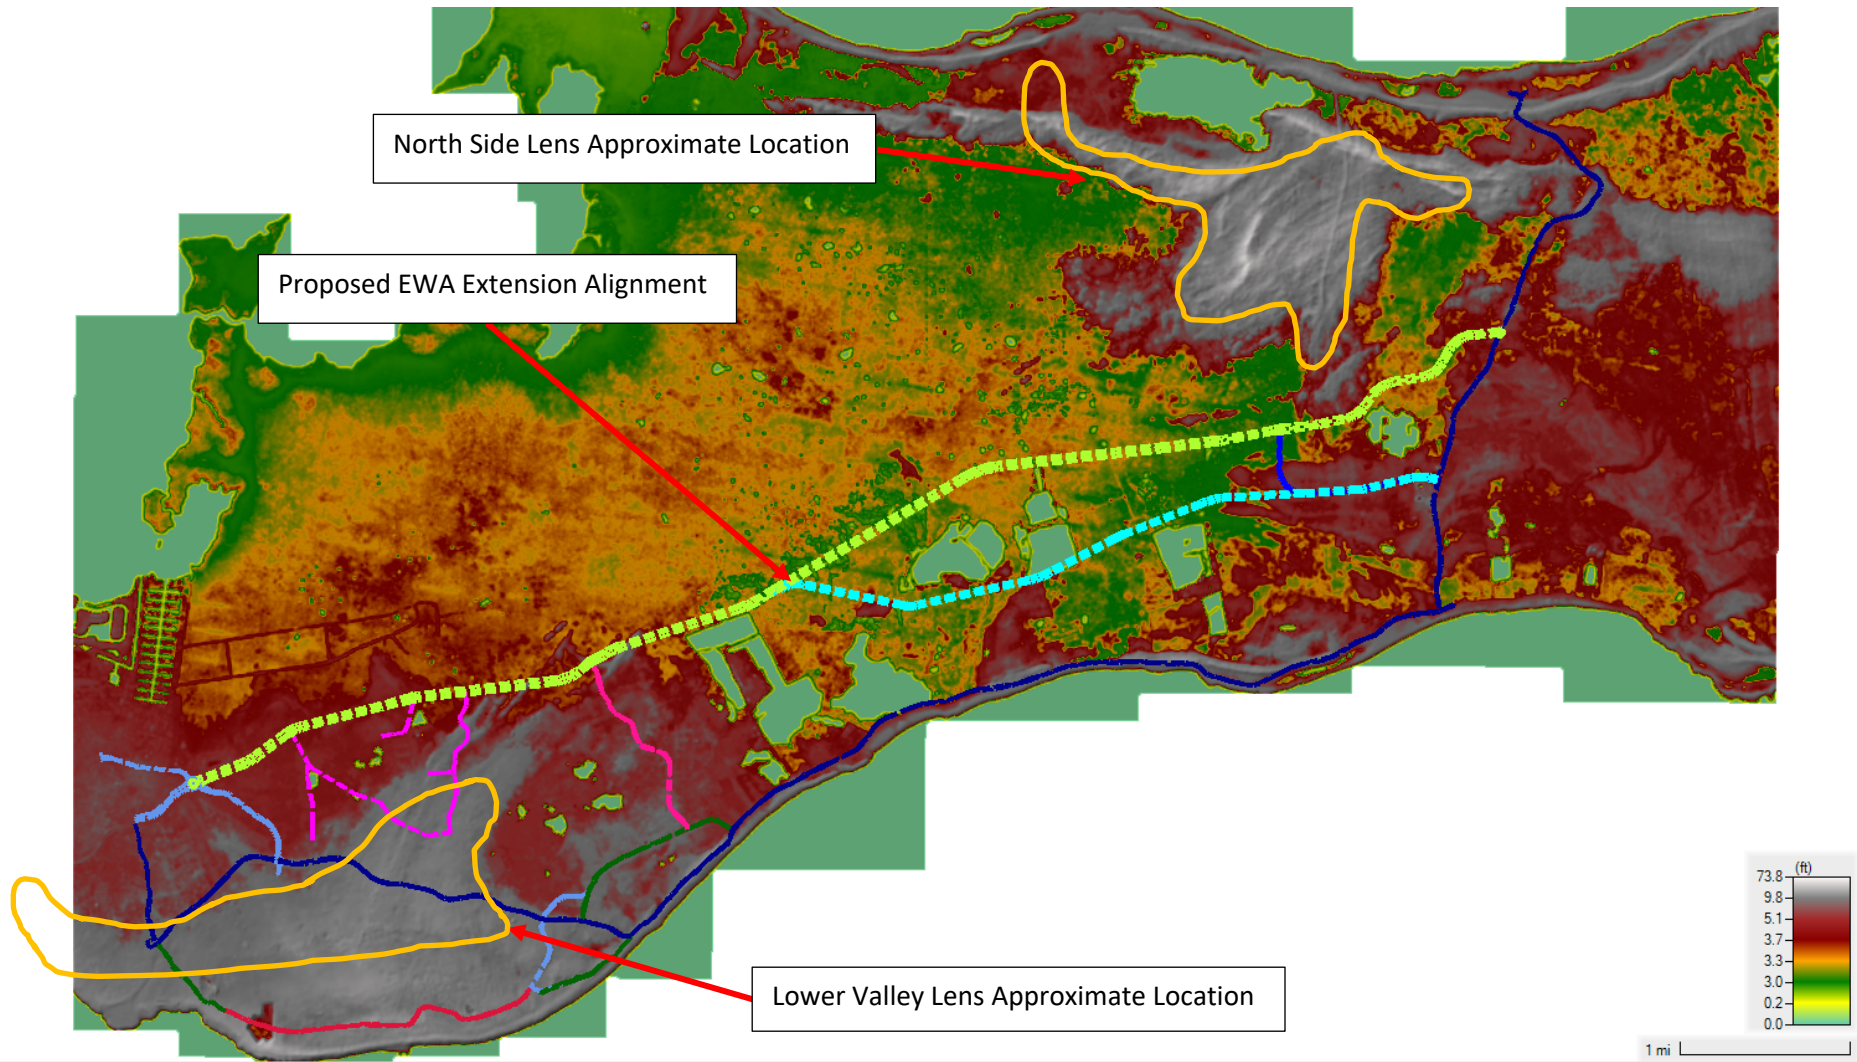 North Side Lens Approximate Location
Proposed EWA Extension Alignment
Lower Valley Lens Approximate Location
(ft)
73.8
9.8
5.1
3.7
3.3
3.0
0.2
0.0
1 mi